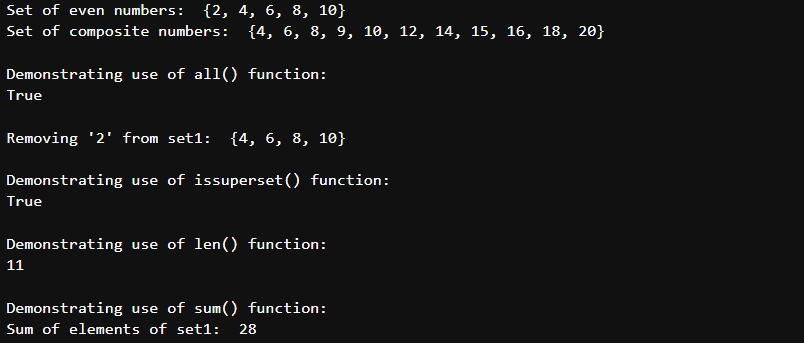 Set of even numbers:  {2, 4, 6, 8, 10}
Set of composite numbers:  {4, 6, 8, 9, 10, 12, 14, 15, 16, 18, 20}
Demonstrating use of all() function:
True
Removing '2' from set1:  {4, 6, 8, 10}
Demonstrating use of issuperset() function:
True
Demonstrating use of len() function:
11
Demonstrating use of sum() function:
Sum of elements of set1:  28